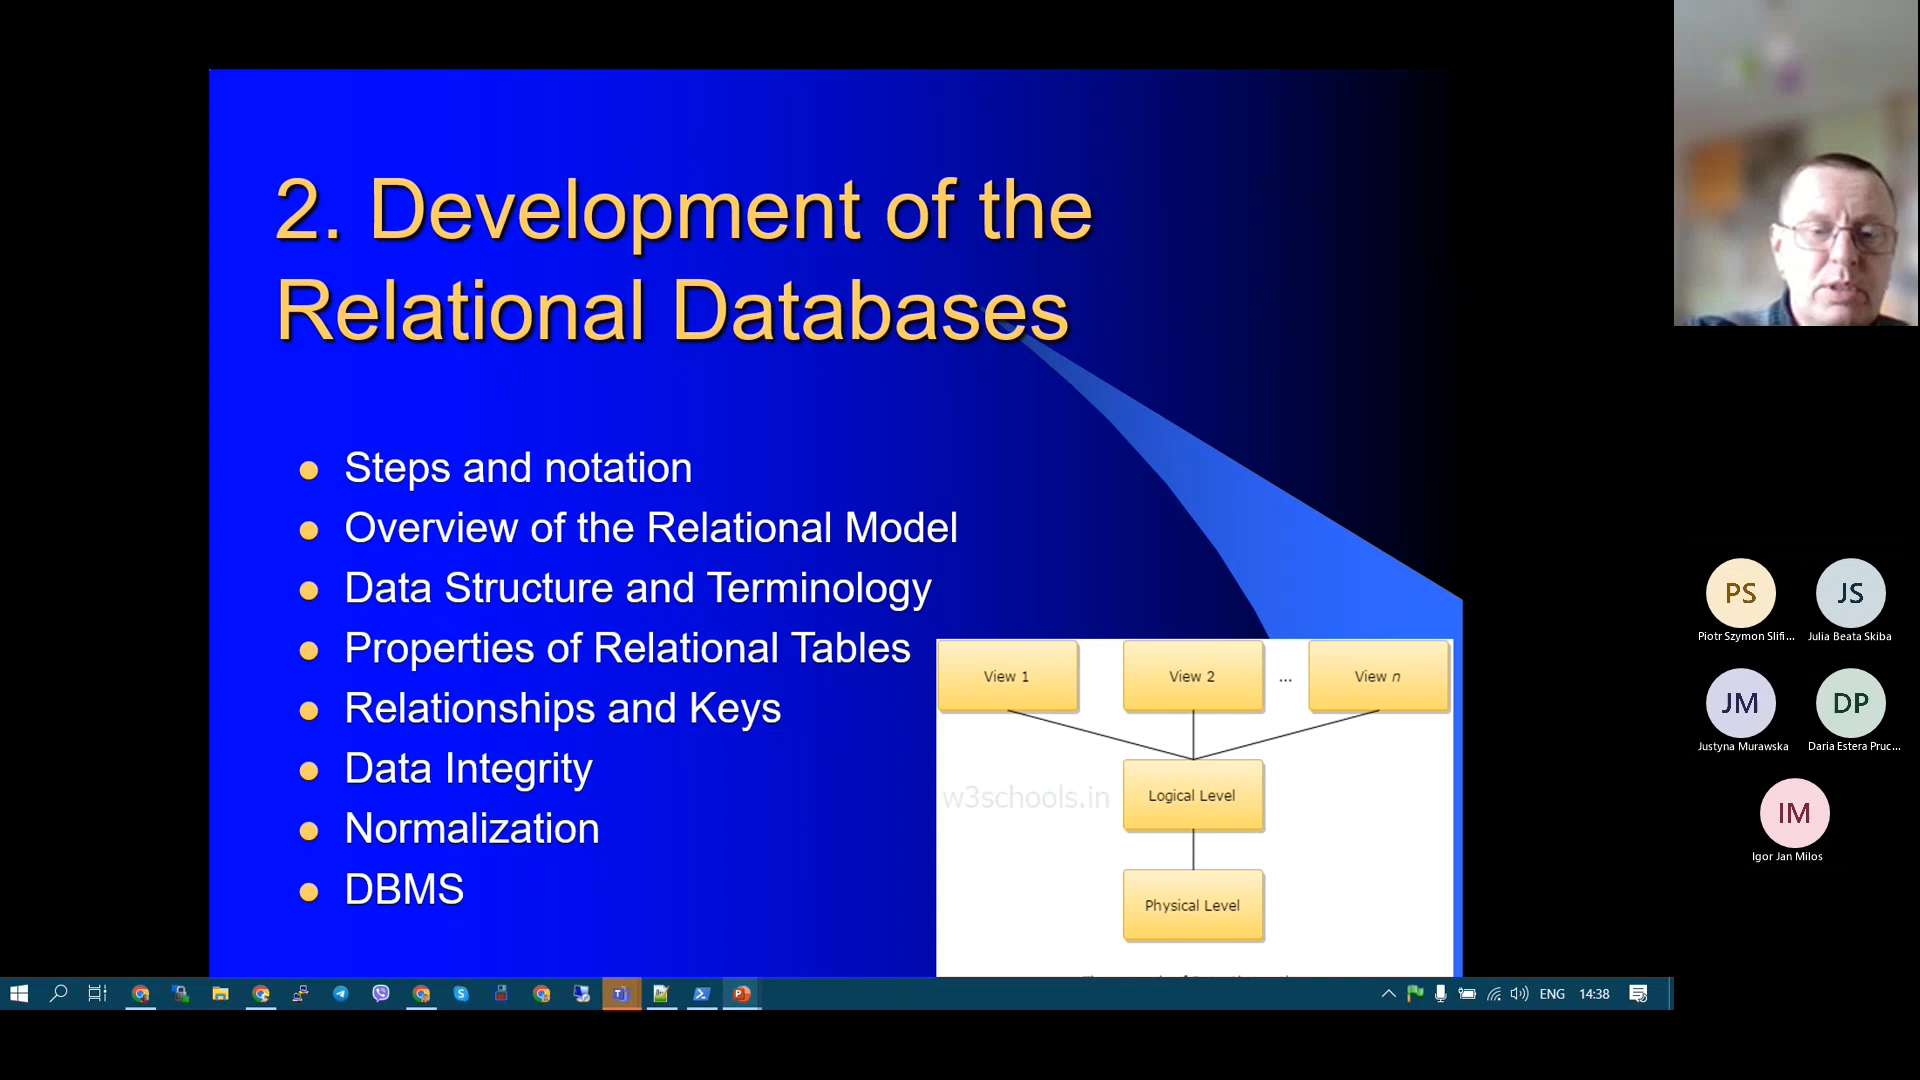 2. Development of the
Relational Databases
Steps and notation
Overview of the Relational Model
Data Structure and Terminology
Properties of Relational Tables
Relationships and Keys
Data Integrity
Normalization
DBMS
View 1
View 2
...
View n
w3schools.in
Logical Level
Physical Level
PS
JS
Piotr Szymon Slifi...
Julia Beata Skiba
JM
DP
Justyna Murawska
Daria Estera Pruc...
IM
Igor Jan Milos
ENG
14:38